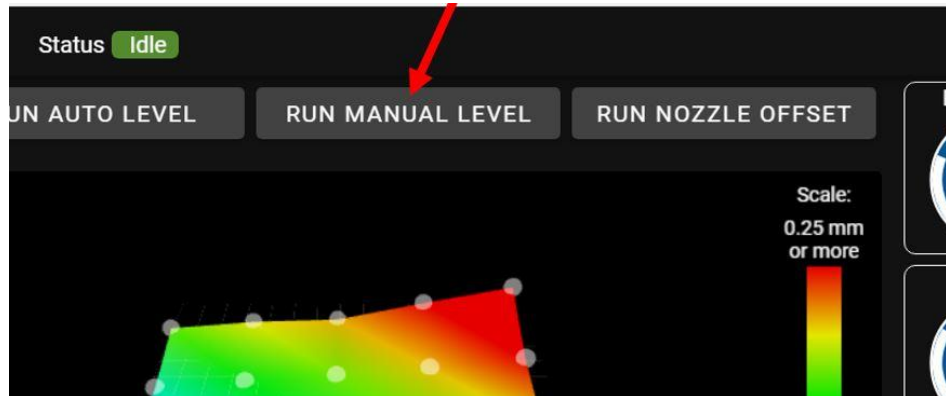 Status Idle
UN AUTO LEVEL
RUN MANUAL LEVEL
RUN NOZZLE OFFSET
Scale:
0.25 mm
or more